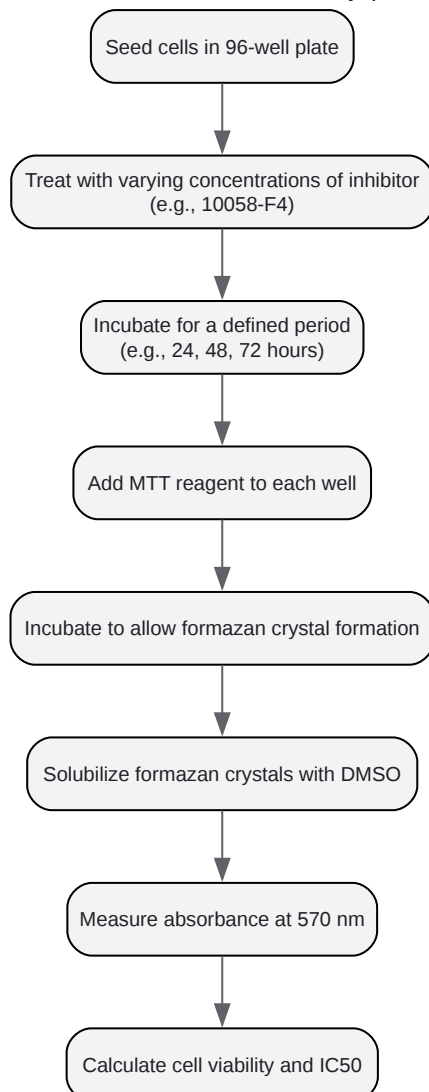 Seed cells in 96-well plate
Treat with varying concentrations of inhibitor
(e.g., 10058-F4)
Incubate for a defined period
(e.g., 24, 48, 72 hours)
Add MTT reagent to each well
Incubate to allow formazan crystal formation
Solubilize formazan crystals with DMSO
Measure absorbance at 570 nm
Calculate cell viability and IC50